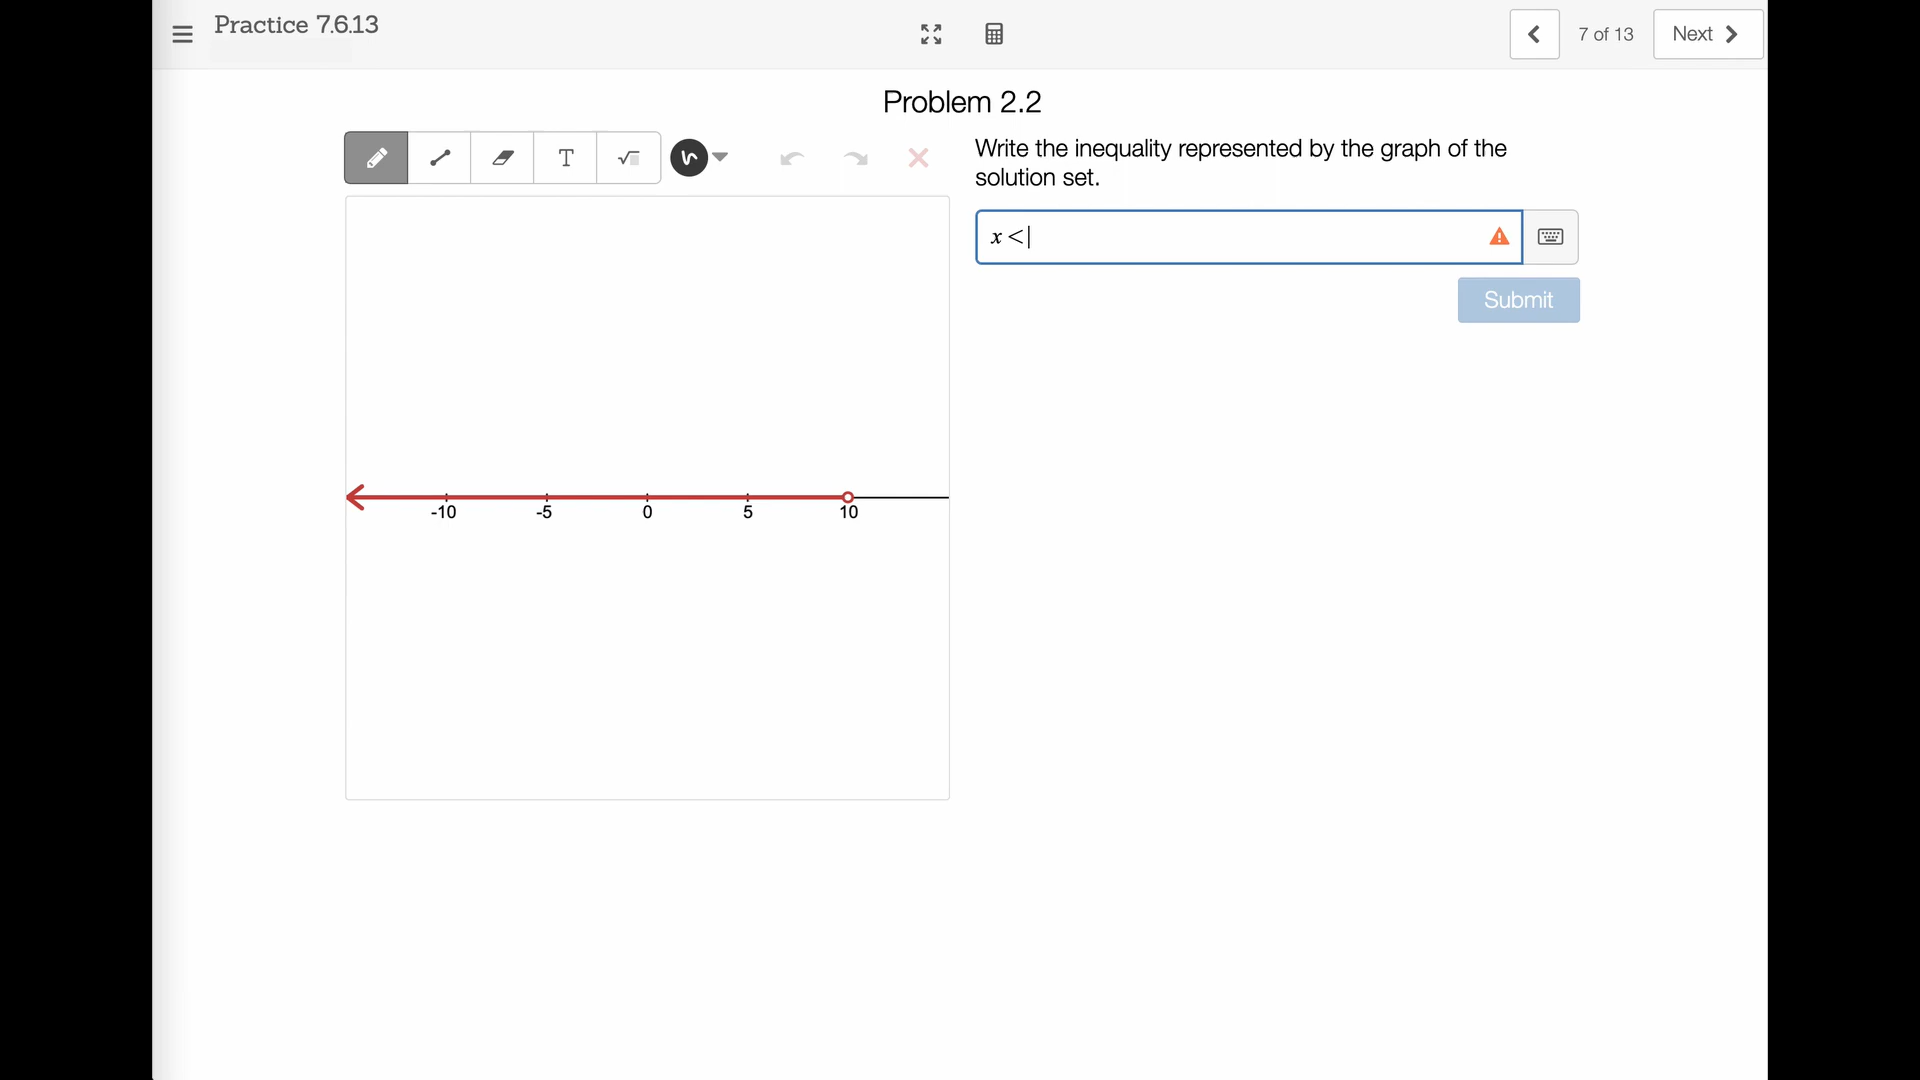 Practice 7.6.13
7 of 13
Next
Problem 2.2
T
Write the inequality represented by the graph of the
solution set.
x <
Submit
-10 -5 0 5 10